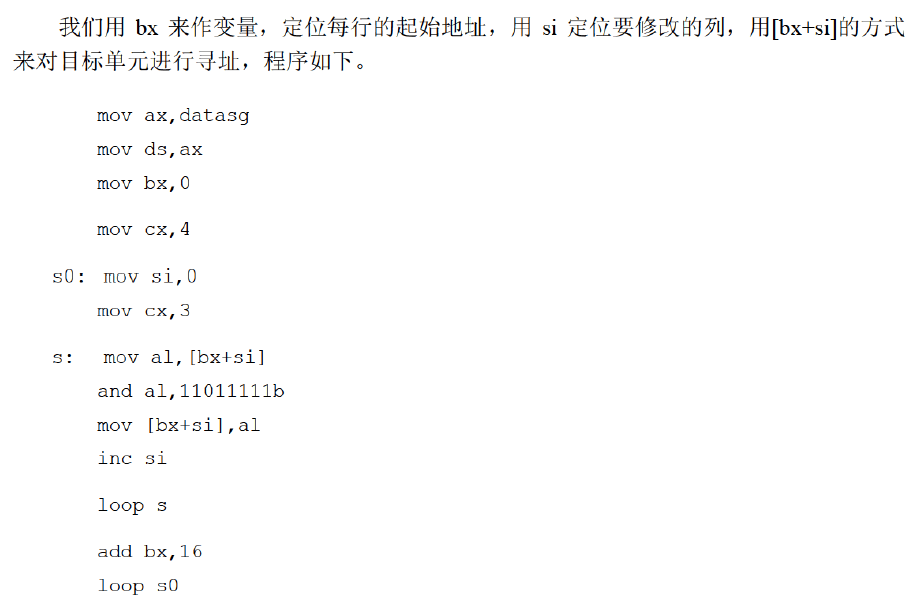 我们用 bx 来作变量，定位每行的起始地址，用 si 定位要修改的列，用[bx+si]的方式
来对目标单元进行寻址，程序如下。
mov ax,datasg
mov ds,ax
mov bx,0
mov cx,4
s0: mov si,0
mov cx,3
s: mov al,[bx+si]
and al,11011111b
mov [bx+si],al
inc si
loop s
add bx,16
loop s0